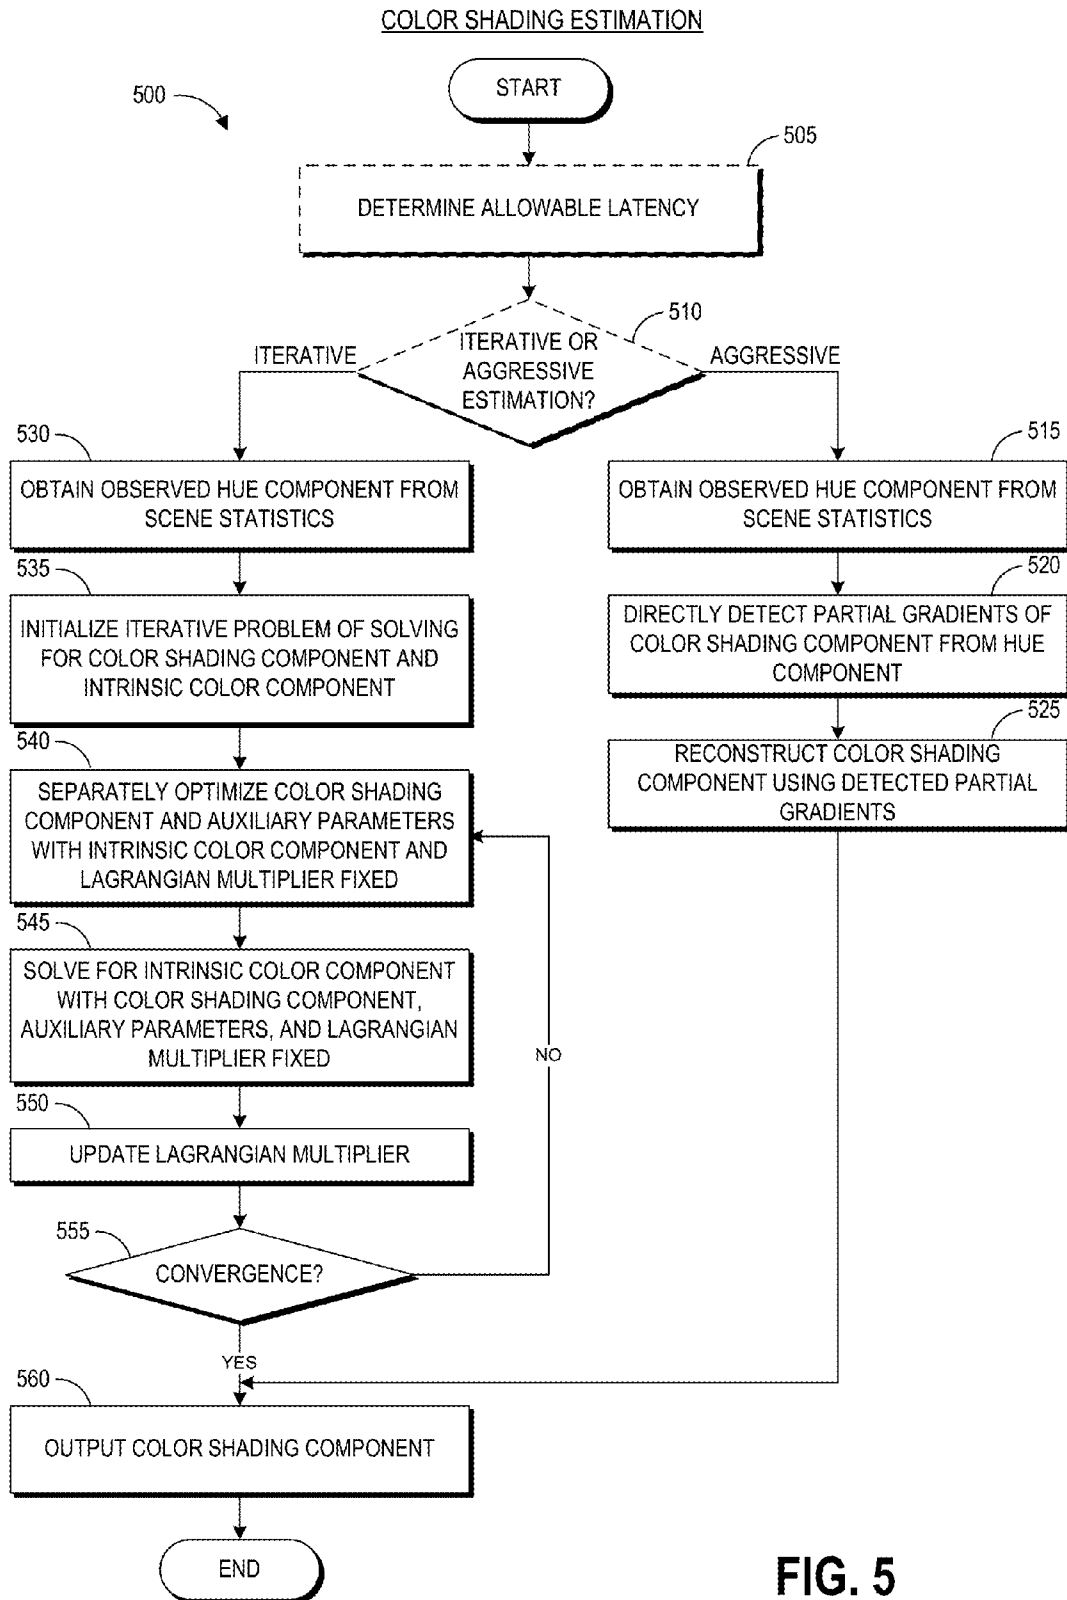 COLOR SHADING ESTIMATION
START
500
505
DETERMINE ALLOWABLE LATENCY
510
ITERATIVE OR
AGGRESSIVE
ESTIMATION?
ITERATIVE
AGGRESSIVE
530
OBTAIN OBSERVED HUE COMPONENT FROM
SCENE STATISTICS
515
OBTAIN OBSERVED HUE COMPONENT FROM
SCENE STATISTICS
535
INITIALIZE ITERATIVE PROBLEM OF SOLVING
FOR COLOR SHADING COMPONENT AND
INTRINSIC COLOR COMPONENT
520
DIRECTLY DETECT PARTIAL GRADIENTS OF
COLOR SHADING COMPONENT FROM HUE
COMPONENT
525
RECONSTRUCT COLOR SHADING
COMPONENT USING DETECTED PARTIAL
GRADIENTS
540
SEPARATELY OPTIMIZE COLOR SHADING
COMPONENT AND AUXILIARY PARAMETERS
WITH INTRINSIC COLOR COMPONENT AND
LAGRANGIAN MULTIPLIER FIXED
545
SOLVE FOR INTRINSIC COLOR COMPONENT
WITH COLOR SHADING COMPONENT,
AUXILIARY PARAMETERS, AND LAGRANGIAN
MULTIPLIER FIXED
NO
550
UPDATE LAGRANGIAN MULTIPLIER
555
CONVERGENCE?
YES
560
OUTPUT COLOR SHADING COMPONENT
END
FIG. 5